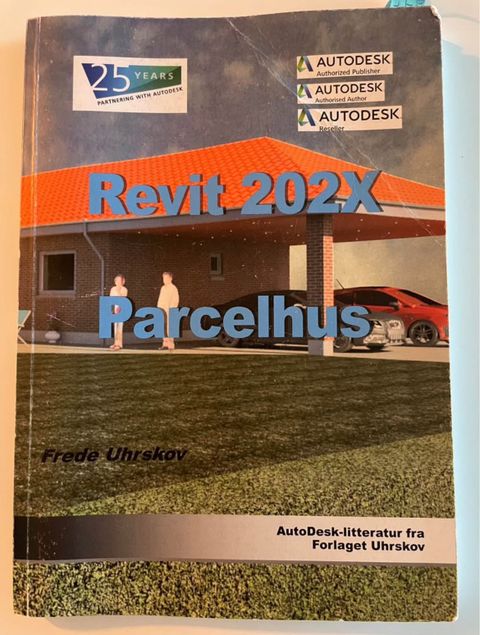 25 YEARS
PARTNERING WITH AUTODESK
AUTODESK
Authorized Publisher
AUTODESK
Authorised Author
AUTODESK
Reseller
Revit 202X
Parcelhus
Frede Uhrskov
AutoDesk-litteratur fra
Forlaget Uhrskov